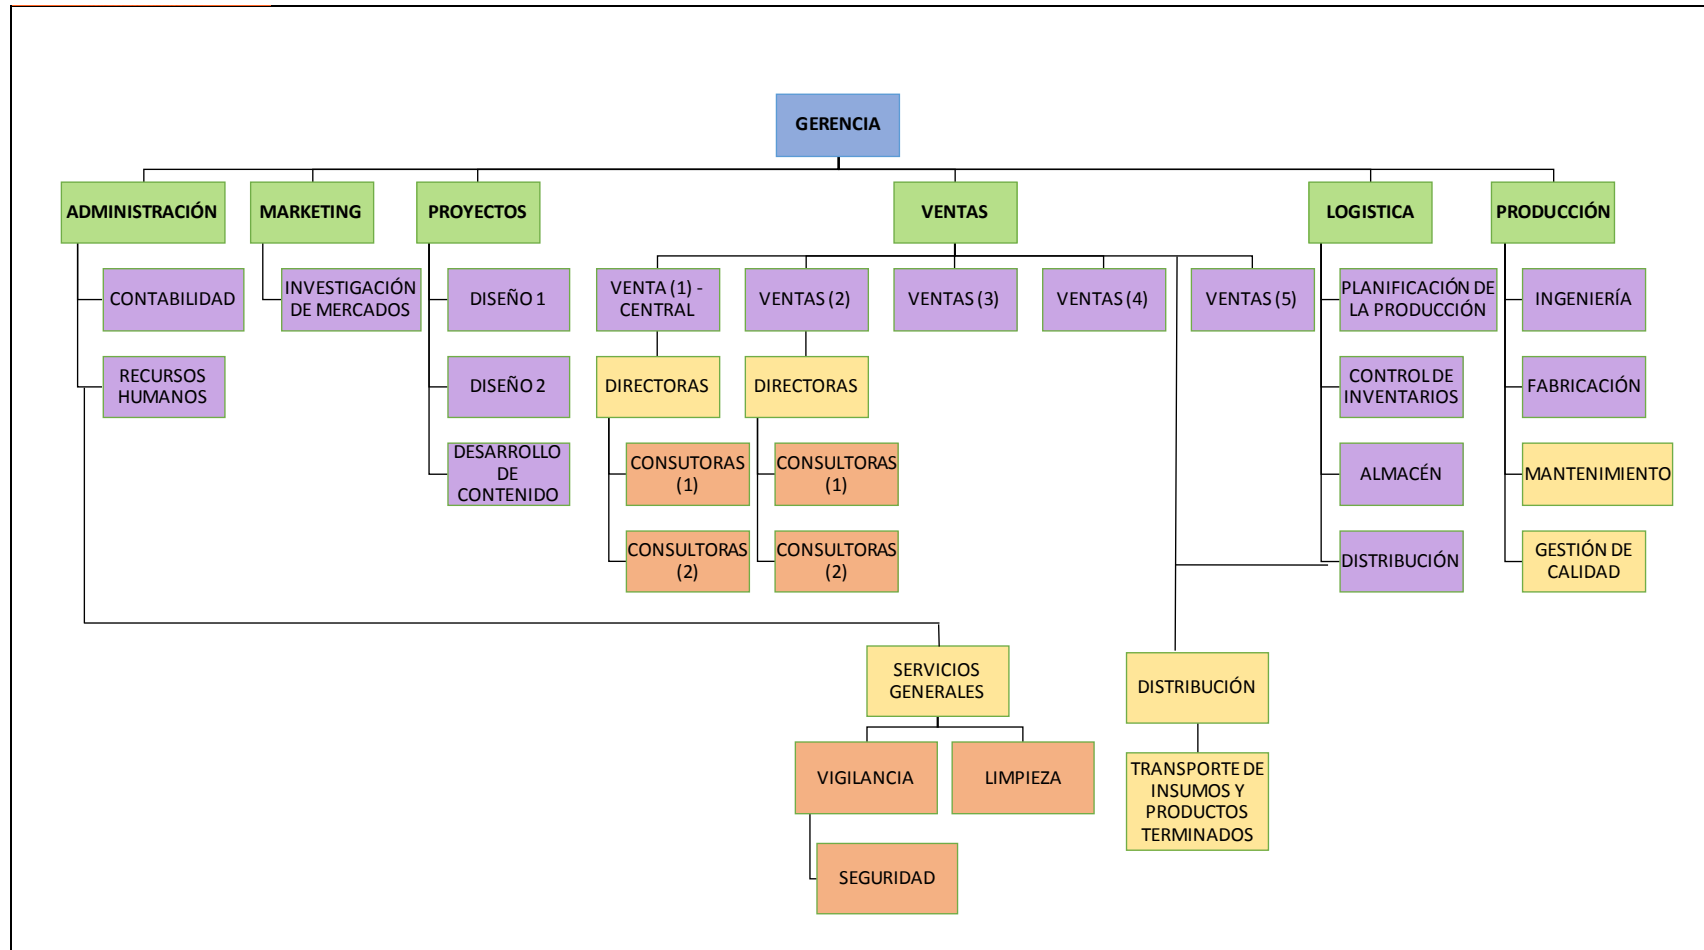 GERENCIA
ADMINISTRACIÓN
MARKETING
PROYECTOS
VENTAS
LOGISTICA
PRODUCCIÓN
CONTABILIDAD
INVESTIGACIÓN
DE MERCADOS
DISEÑO 1
VENTA (1) -
CENTRAL
VENTAS (2)
VENTAS (3)
VENTAS (4)
VENTAS (5)
PLANIFICACIÓN DE
LA PRODUCCIÓN
INGENIERÍA
RECURSOS
HUMANOS
DISEÑO 2
DIRECTORAS
DIRECTORAS
CONTROL DE
INVENTARIOS
FABRICACIÓN
DESARROLLO
DE
CONTENIDO
CONSUTORAS
(1)
CONSULTORAS
(1)
ALMACÉN
MANTENIMIENTO
CONSULTORAS
(2)
CONSULTORAS
(2)
DISTRIBUCIÓN
GESTIÓN DE
CALIDAD
SERVICIOS
GENERALES
DISTRIBUCIÓN
VIGILANCIA
LIMPIEZA
TRANSPORTE DE
INSUMOS Y
PRODUCTOS
TERMINADOS
SEGURIDAD